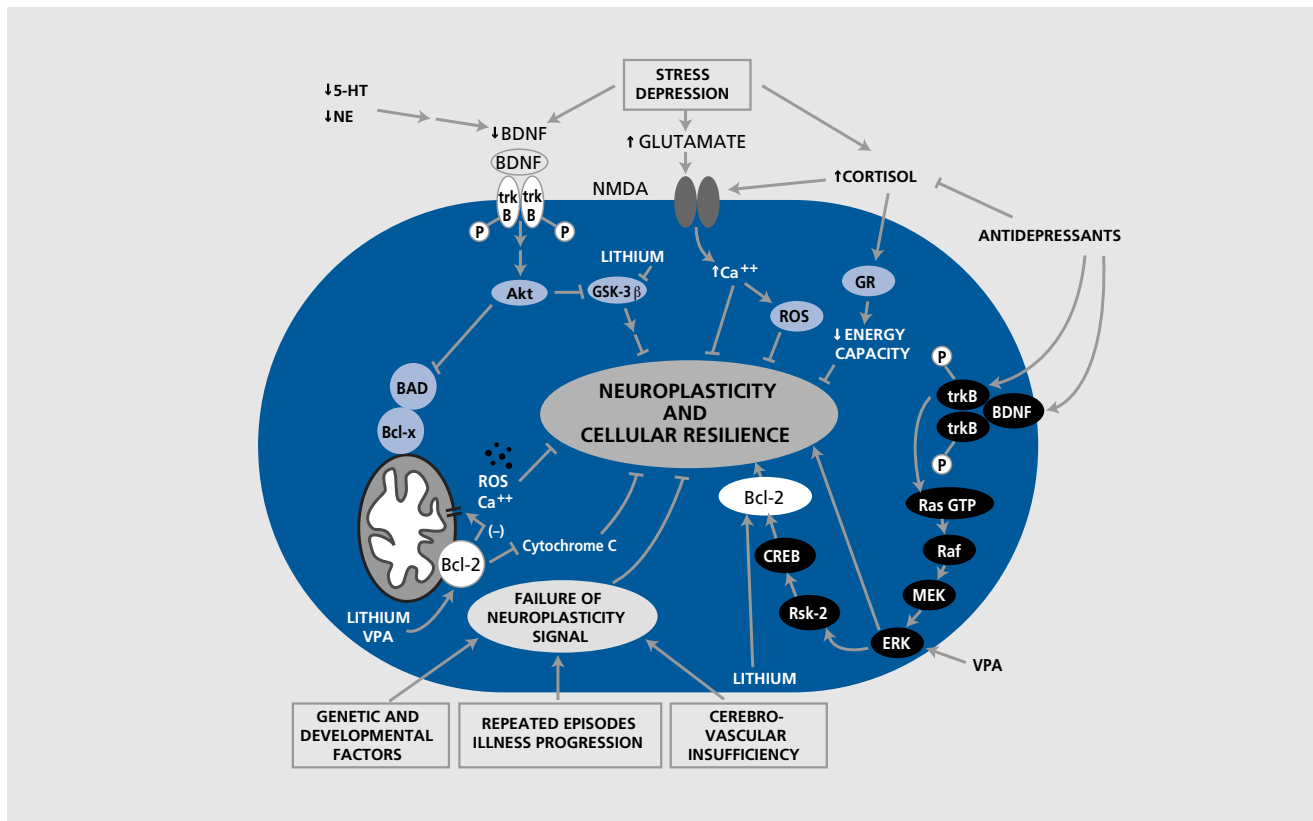 STRESS
DEPRESSION
↓5-HT
↓NE
↓BDNF
↑ GLUTAMATE
BDNF
NMDA
↑CORTISOL
trk
B
trk
B
P
P
ANTIDEPRESSANTS
LITHIUM
↑Ca++
GR
Akt
GSK-3 β
ROS
↓ ENERGY
CAPACITY
P
BAD
NEUROPLASTICITY
AND
CELLULAR RESILIENCE
trkB
BDNF
trkB
Bcl-x
P
ROS
Ca++
Bcl-2
Ras GTP
(–)
Cytochrome C
CREB
Raf
Bcl-2
MEK
LITHIUM
VPA
FAILURE OF
NEUROPLASTICITY
SIGNAL
Rsk-2
ERK
LITHIUM
VPA
GENETIC AND
DEVELOPMENTAL
FACTORS
REPEATED EPISODES
ILLNESS PROGRESSION
CEREBRO-
VASCULAR
INSUFFICIENCY